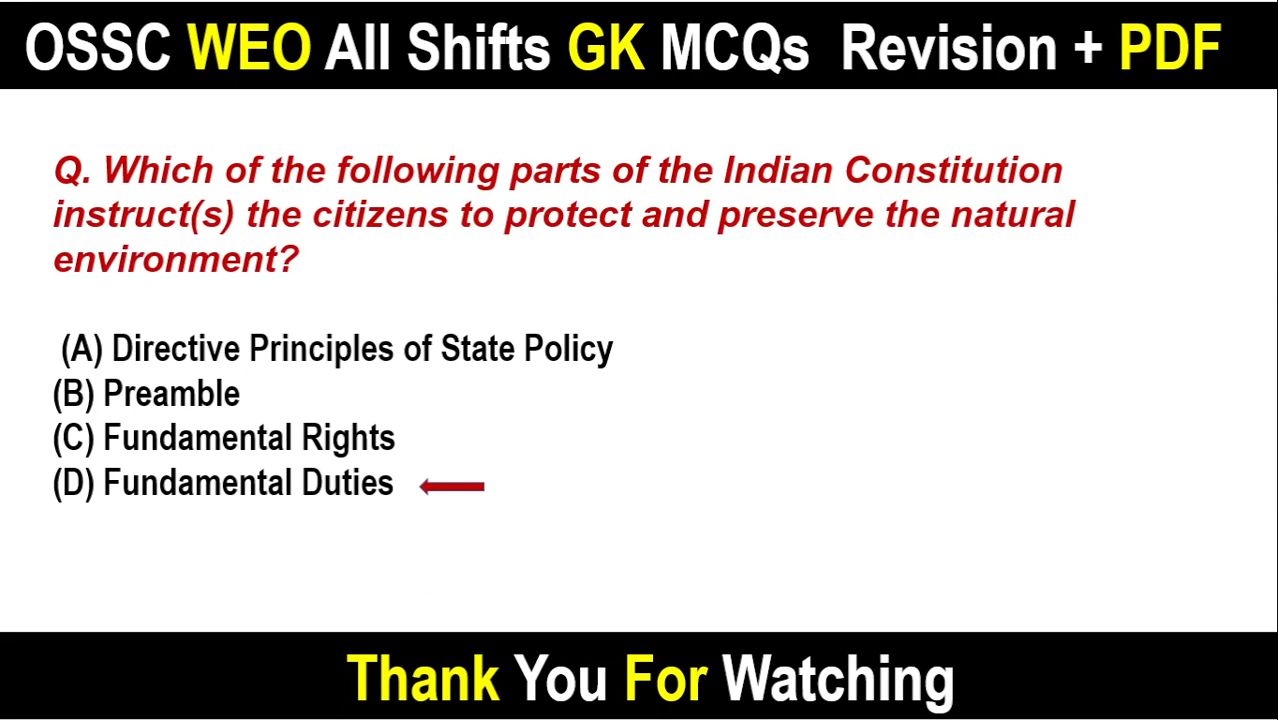 OSSC WEO All Shifts GK MCQs Revision + PDF
Q. Which of the following parts of the Indian Constitution
instruct(s) the citizens to protect and preserve the natural
environment?
(A) Directive Principles of State Policy
(B) Preamble
(C) Fundamental Rights
(D) Fundamental Duties
Thank You For Watching